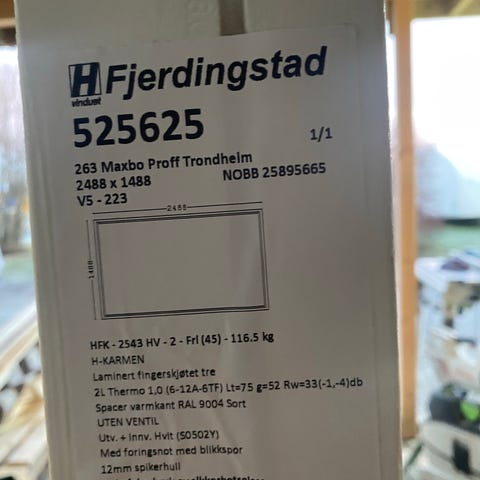 H Fjerdingstad
vinduet
525625
1/1
263 Maxbo Proff Trondheim
2488 x 1488 NOBB 25895665
V5 - 223
2488
1488
HFK - 2543 HV - 2 - Frl (45) - 116.5 kg
H-KARMEN
Laminert fingerskjøtet tre
2L Thermo 1,0 (6-12A-6TF) Lt=75 g=52 Rw=33(-1,-4)db
Spacer varmkant RAL 9004 Sort
UTEN VENTIL
Utv. + Innv. Hvit (S0502Y)
Med foringsnot med blikkspor
12mm spikerhull